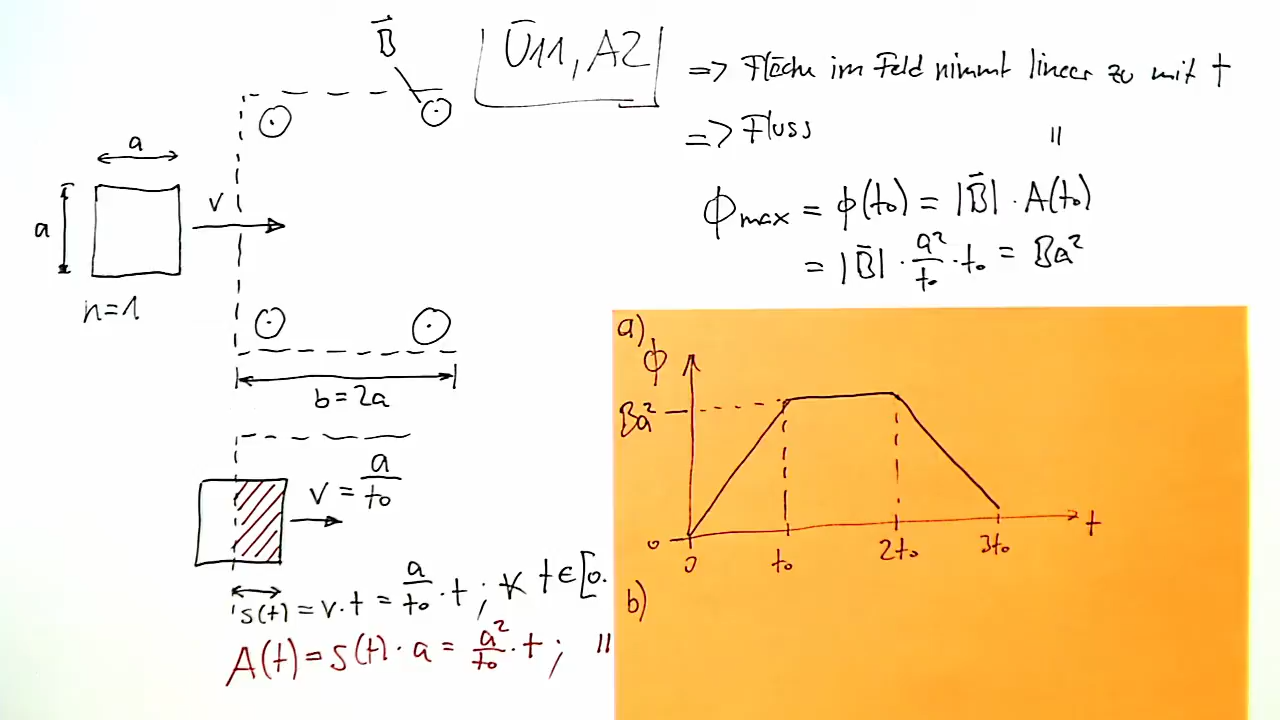 B⃗
Ü11, A2
a
a
v
n=1
b=2a
v = a/t₀
s(t) = v·t = a/t₀ · t ; ∀ t∈[0.
A(t) = s(t)·a = a²/t₀ · t ; "
=> Fläche im Feld nimmt linear zu mit t
=> Fluss "
ϕmax = ϕ(t₀) = |B⃗| · A(t₀)
= |B⃗| · a²/t₀ · t₀ = Ba²
a)
ϕ
Ba²
0
0 t₀ 2t₀ 3t₀ t
b)